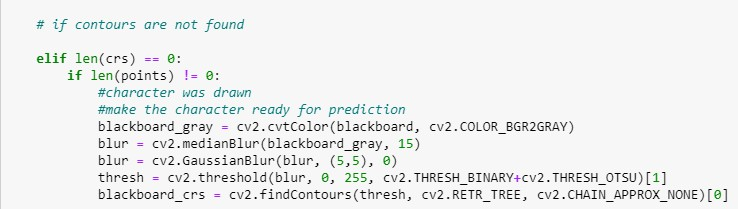 # if contours are not found
elif len(crs) == 0:
if len(points) != 0:
#character was drawn
#make the character ready for prediction
blackboard_gray = cv2.cvtColor(blackboard, cv2.COLOR_BGR2GRAY)
blur = cv2.medianBlur(blackboard_gray, 15)
blur = cv2.GaussianBlur(blur, (5,5), 0)
thresh = cv2.threshold(blur, 0, 255, cv2.THRESH_BINARY+cv2.THRESH_OTSU)[1]
blackboard_crs = cv2.findContours(thresh, cv2.RETR_TREE, cv2.CHAIN_APPROX_NONE)[0]